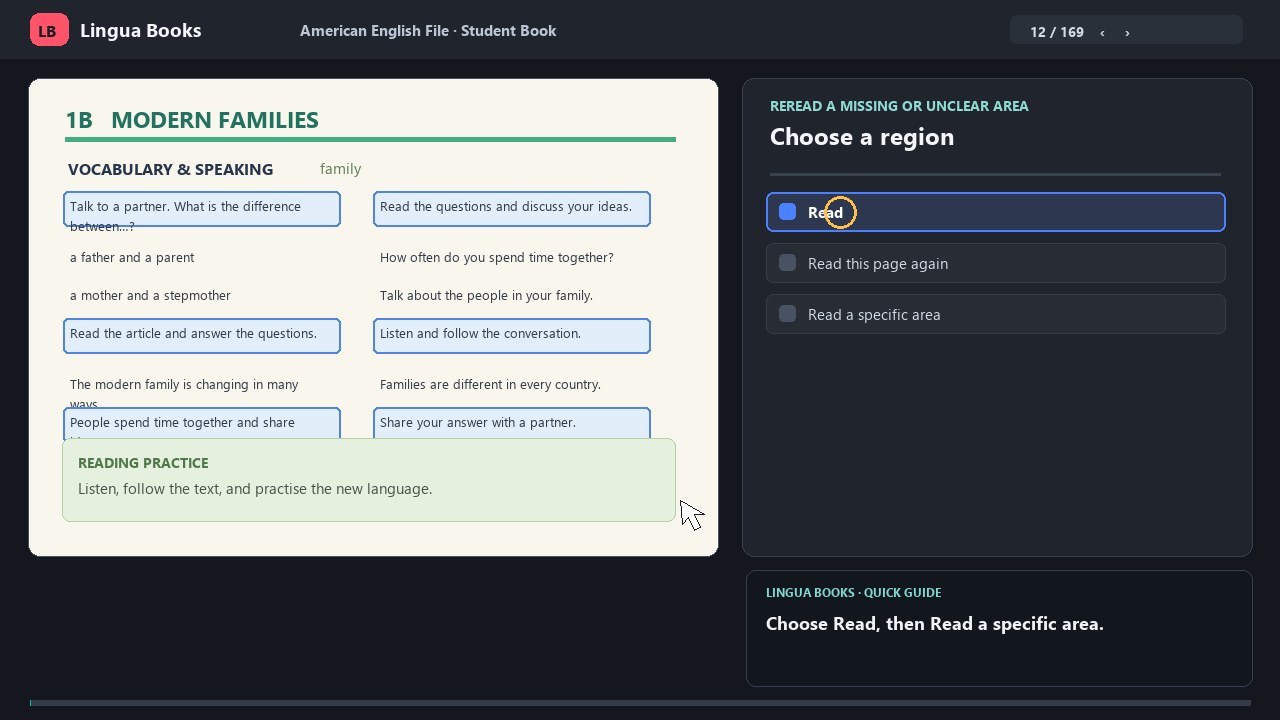 LB Lingua Books
American English File · Student Book
12 / 169 ‹ ›
1B MODERN FAMILIES
VOCABULARY & SPEAKING family
Talk to a partner. What is the difference
between...?
a father and a parent
a mother and a stepmother
Read the article and answer the questions.
The modern family is changing in many
ways.
People spend time together and share
Read the questions and discuss your ideas.
How often do you spend time together?
Talk about the people in your family.
Listen and follow the conversation.
Families are different in every country.
Share your answer with a partner.
READING PRACTICE
Listen, follow the text, and practise the new language.
REREAD A MISSING OR UNCLEAR AREA
Choose a region
Read
Read this page again
Read a specific area
LINGUA BOOKS · QUICK GUIDE
Choose Read, then Read a specific area.